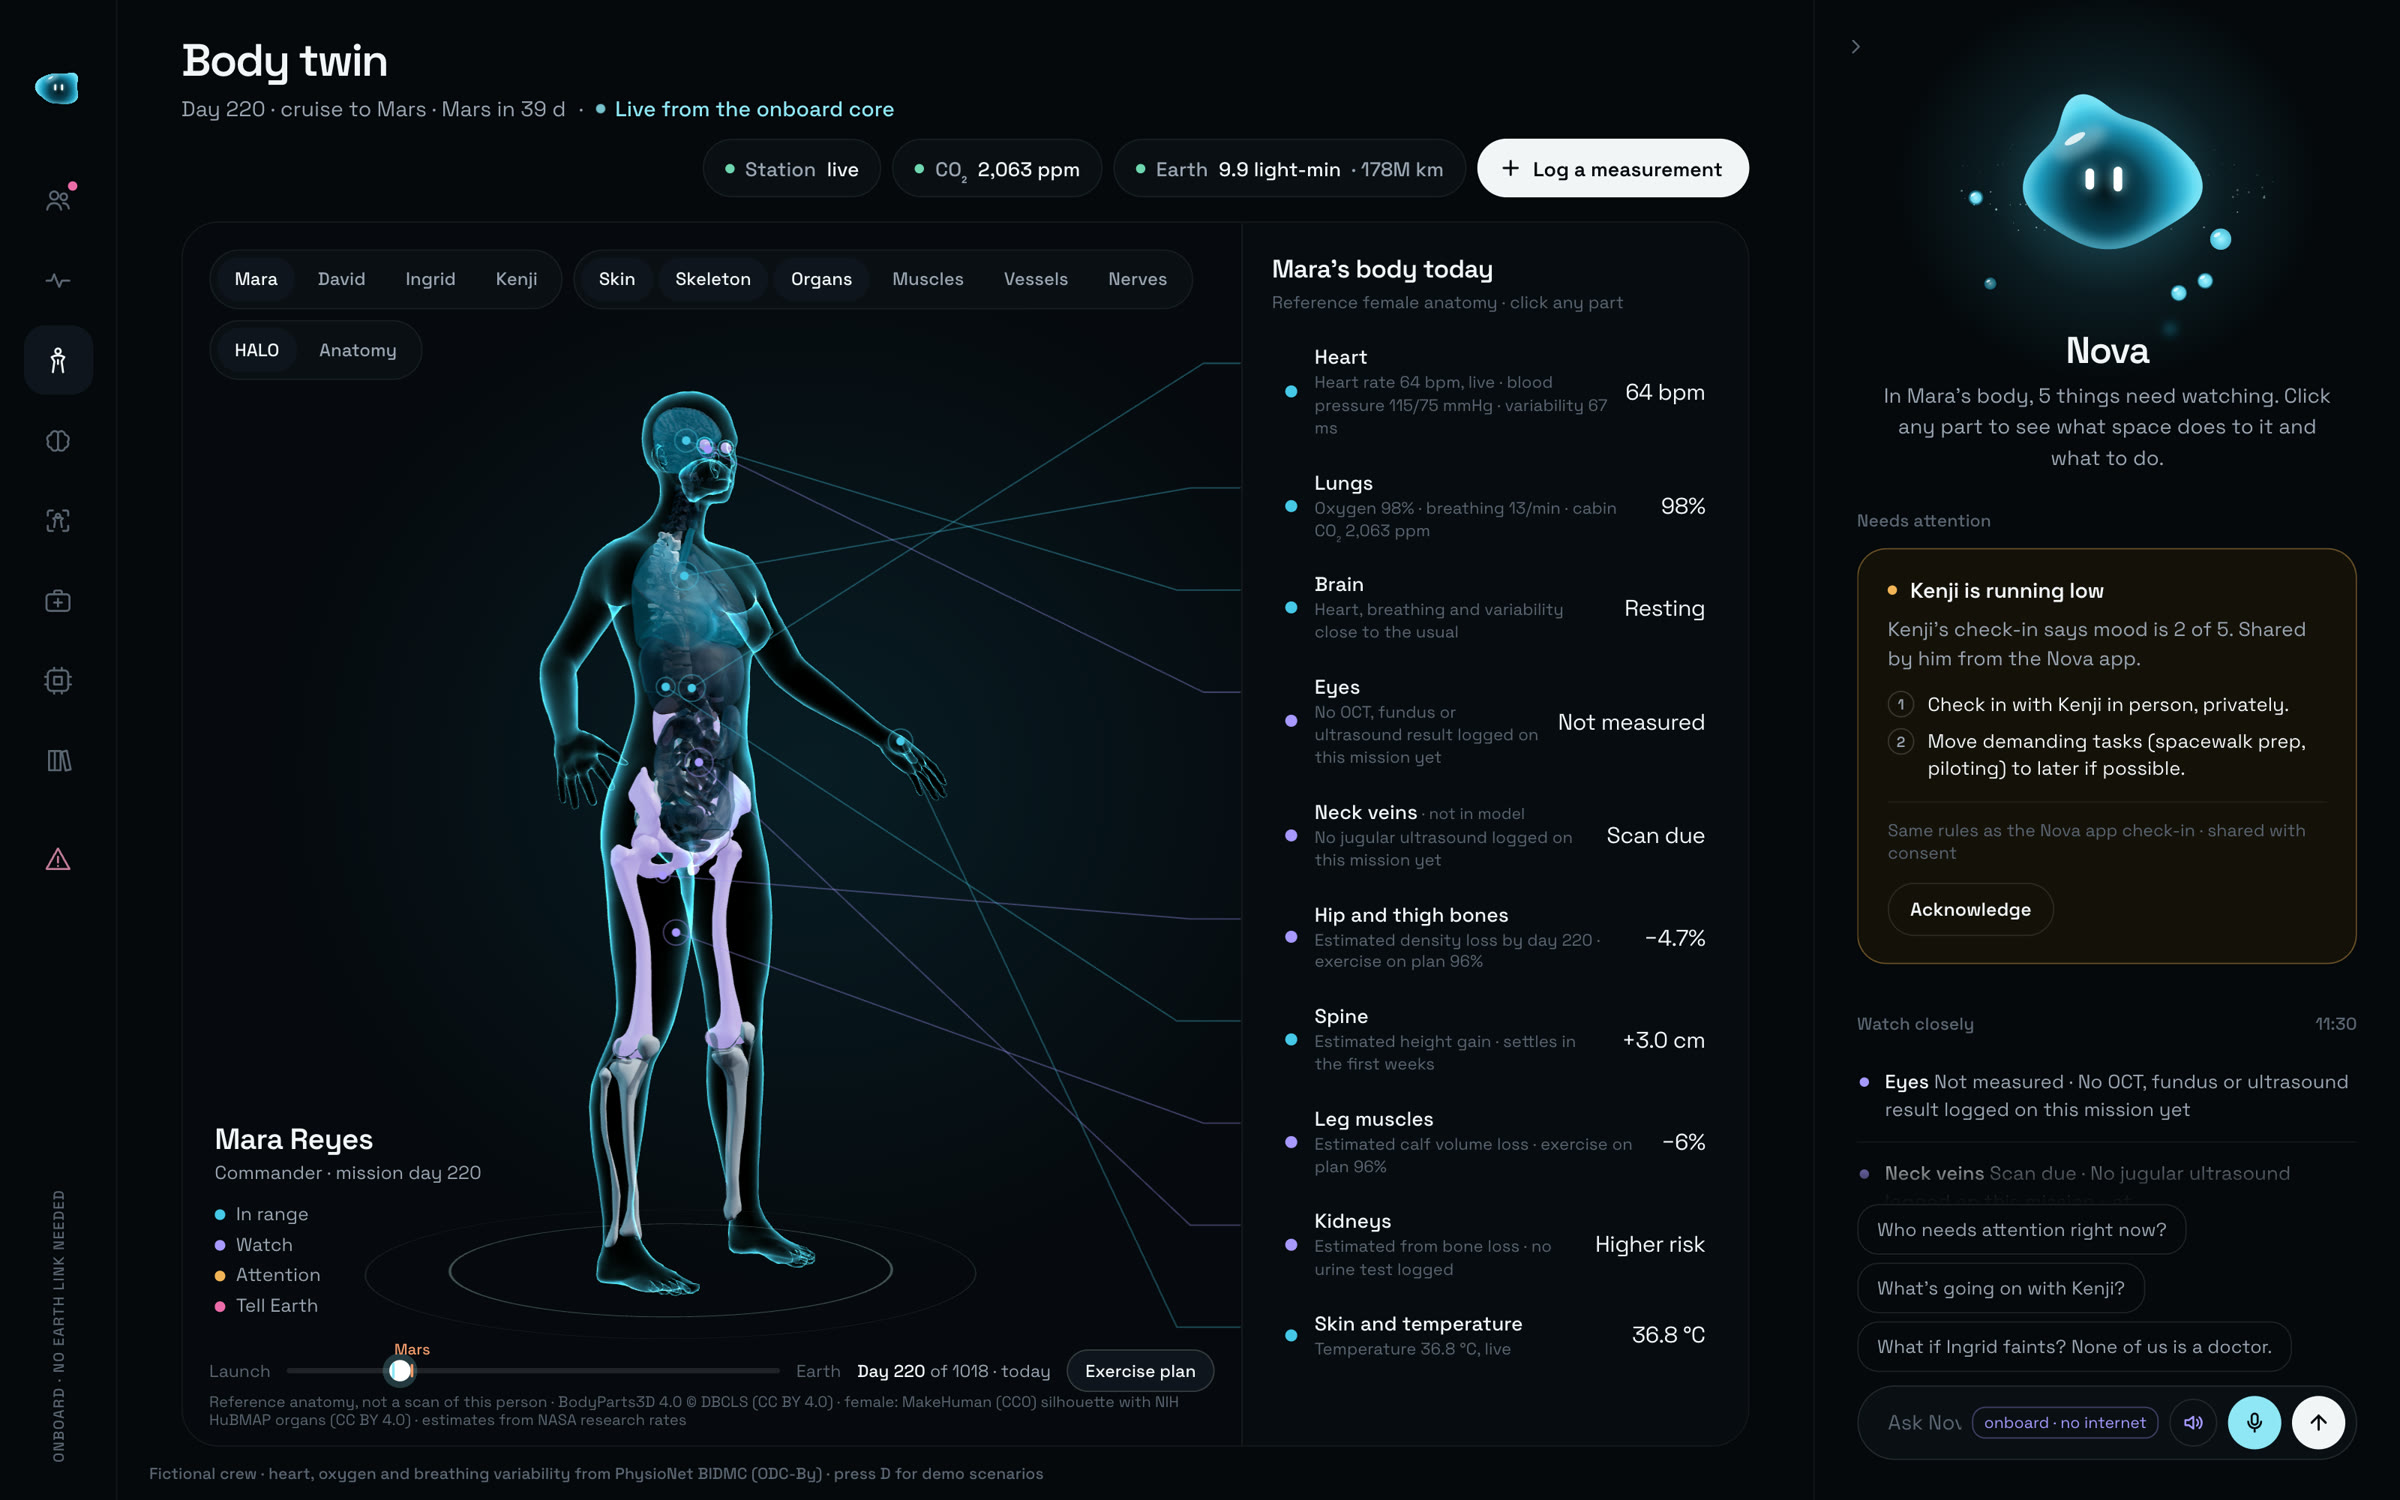 Body twin
Day 220 · cruise to Mars · Mars in 39 d · Live from the onboard core
Station live
CO₂ 2,063 ppm
Earth 9.9 light-min · 178M km
+ Log a measurement
Mara David Ingrid Kenji
Skin Skeleton Organs Muscles Vessels Nerves
HALO Anatomy
Mara Reyes
Commander · mission day 220
In range
Watch
Attention
Tell Earth
Mars
Launch
Earth Day 220 of 1018 · today
Exercise plan
Reference anatomy, not a scan of this person · BodyParts3D 4.0 © DBCLS (CC BY 4.0) · female: MakeHuman (CC0) silhouette with NIH
HuBMAP organs (CC BY 4.0) · estimates from NASA research rates
Mara's body today
Reference female anatomy · click any part
Heart
Heart rate 64 bpm, live · blood
pressure 115/75 mmHg · variability 67
ms
64 bpm
Lungs
Oxygen 98% · breathing 13/min · cabin
CO₂ 2,063 ppm
98%
Brain
Heart, breathing and variability
close to the usual
Resting
Eyes
No OCT, fundus or
ultrasound result logged on
this mission yet
Not measured
Neck veins · not in model
No jugular ultrasound logged on
this mission yet
Scan due
Hip and thigh bones
Estimated density loss by day 220 ·
exercise on plan 96%
−4.7%
Spine
Estimated height gain · settles in
the first weeks
+3.0 cm
Leg muscles
Estimated calf volume loss · exercise on
plan 96%
−6%
Kidneys
Estimated from bone loss · no
urine test logged
Higher risk
Skin and temperature
Temperature 36.8 °C, live
36.8 °C
Fictional crew · heart, oxygen and breathing variability from PhysioNet BIDMC (ODC-By) · press D for demo scenarios
ONBOARD · NO EARTH LINK NEEDED
Nova
In Mara's body, 5 things need watching. Click
any part to see what space does to it and
what to do.
Needs attention
Kenji is running low
Kenji's check-in says mood is 2 of 5. Shared
by him from the Nova app.
1 Check in with Kenji in person, privately.
2 Move demanding tasks (spacewalk prep,
piloting) to later if possible.
Same rules as the Nova app check-in · shared with
consent
Acknowledge
Watch closely 11:30
Eyes Not measured · No OCT, fundus or ultrasound
result logged on this mission yet
Neck veins Scan due · No jugular ultrasound
Who needs attention right now?
What's going on with Kenji?
What if Ingrid faints? None of us is a doctor.
Ask Nov
onboard · no internet